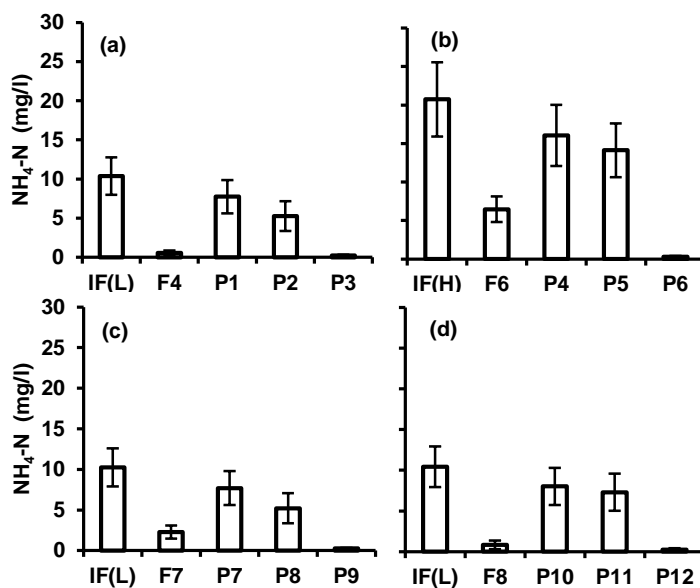 (a)
NH₄-N (mg/l)
30
25
20
15
10
5
0
IF(L) F4 P1 P2 P3
(b)
IF(H) F6 P4 P5 P6
(c)
NH₄-N (mg/l)
30
25
20
15
10
5
0
IF(L) F7 P7 P8 P9
(d)
IF(L) F8 P10 P11 P12